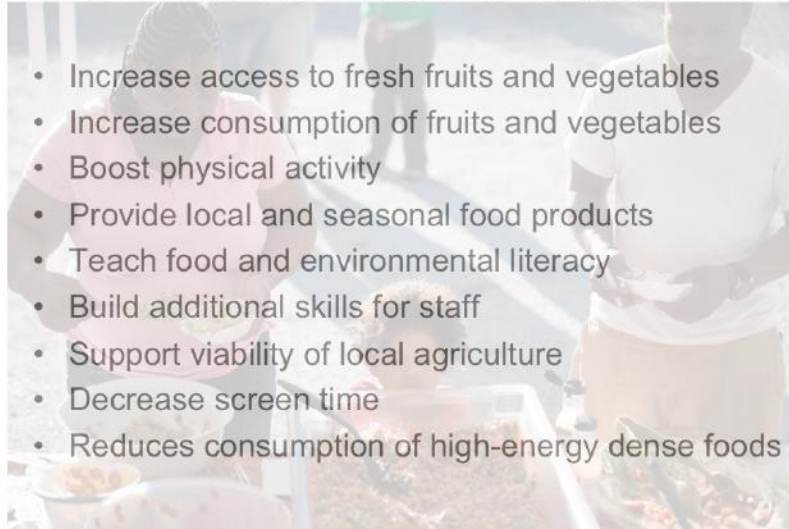 • Increase access to fresh fruits and vegetables
• Increase consumption of fruits and vegetables
• Boost physical activity
• Provide local and seasonal food products
• Teach food and environmental literacy
• Build additional skills for staff
• Support viability of local agriculture
• Decrease screen time
• Reduces consumption of high-energy dense foods